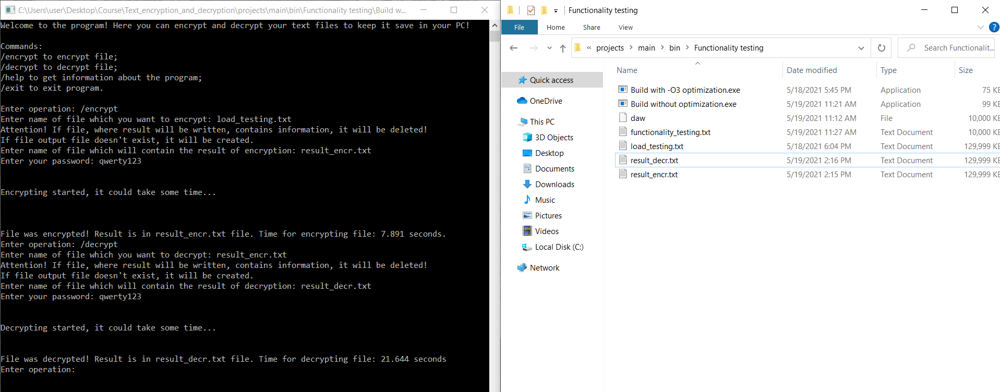 C:\Users\user\Desktop\Course\Text_encryption_and_decryption\projects\main\bin\Functionality testing\Build w...
Welcome to the program! Here you can encrypt and decrypt your text files to keep it save in your PC!
Commands:
/encrypt to encrypt file;
/decrypt to decrypt file;
/help to get information about the program;
/exit to exit program.
Enter operation: /encrypt
Enter name of file which you want to encrypt: load_testing.txt
Attention! If file, where result will be written, contains information, it will be deleted!
If file output file doesn't exist, it will be created.
Enter name of file which will contain the result of encryption: result_encr.txt
Enter your password: qwerty123
Encrypting started, it could take some time...
File was encrypted! Result is in result_encr.txt file. Time for encrypting file: 7.891 seconds.
Enter operation: /decrypt
Enter name of file which you want to decrypt: result_encr.txt
Attention! If file, where result will be written, contains information, it will be deleted!
If file output file doesn't exist, it will be created.
Enter name of file which will contain the result of decryption: result_decr.txt
Enter your password: qwerty123
Decrypting started, it could take some time...
File was decrypted! Result is in result_decr.txt file. Time for decrypting file: 21.644 seconds
Enter operation:
Functionality testing
File Home Share View
« projects > main > bin > Functionality testing
Search Functionalit...
Quick access
OneDrive
This PC
3D Objects
Desktop
Documents
Downloads
Music
Pictures
Videos
Local Disk (C:)
Network
Name Date modified Type Size
Build with -O3 optimization.exe 5/18/2021 5:45 PM Application 75 KB
Build without optimization.exe 5/19/2021 11:21 AM Application 99 KB
daw 5/19/2021 11:12 AM File 10,000 KB
functionality_testing.txt 5/19/2021 11:27 AM Text Document 10,000 KB
load_testing.txt 5/18/2021 6:04 PM Text Document 129,999 KB
result_decr.txt 5/19/2021 2:16 PM Text Document 129,999 KB
result_encr.txt 5/19/2021 2:15 PM Text Document 129,999 KB